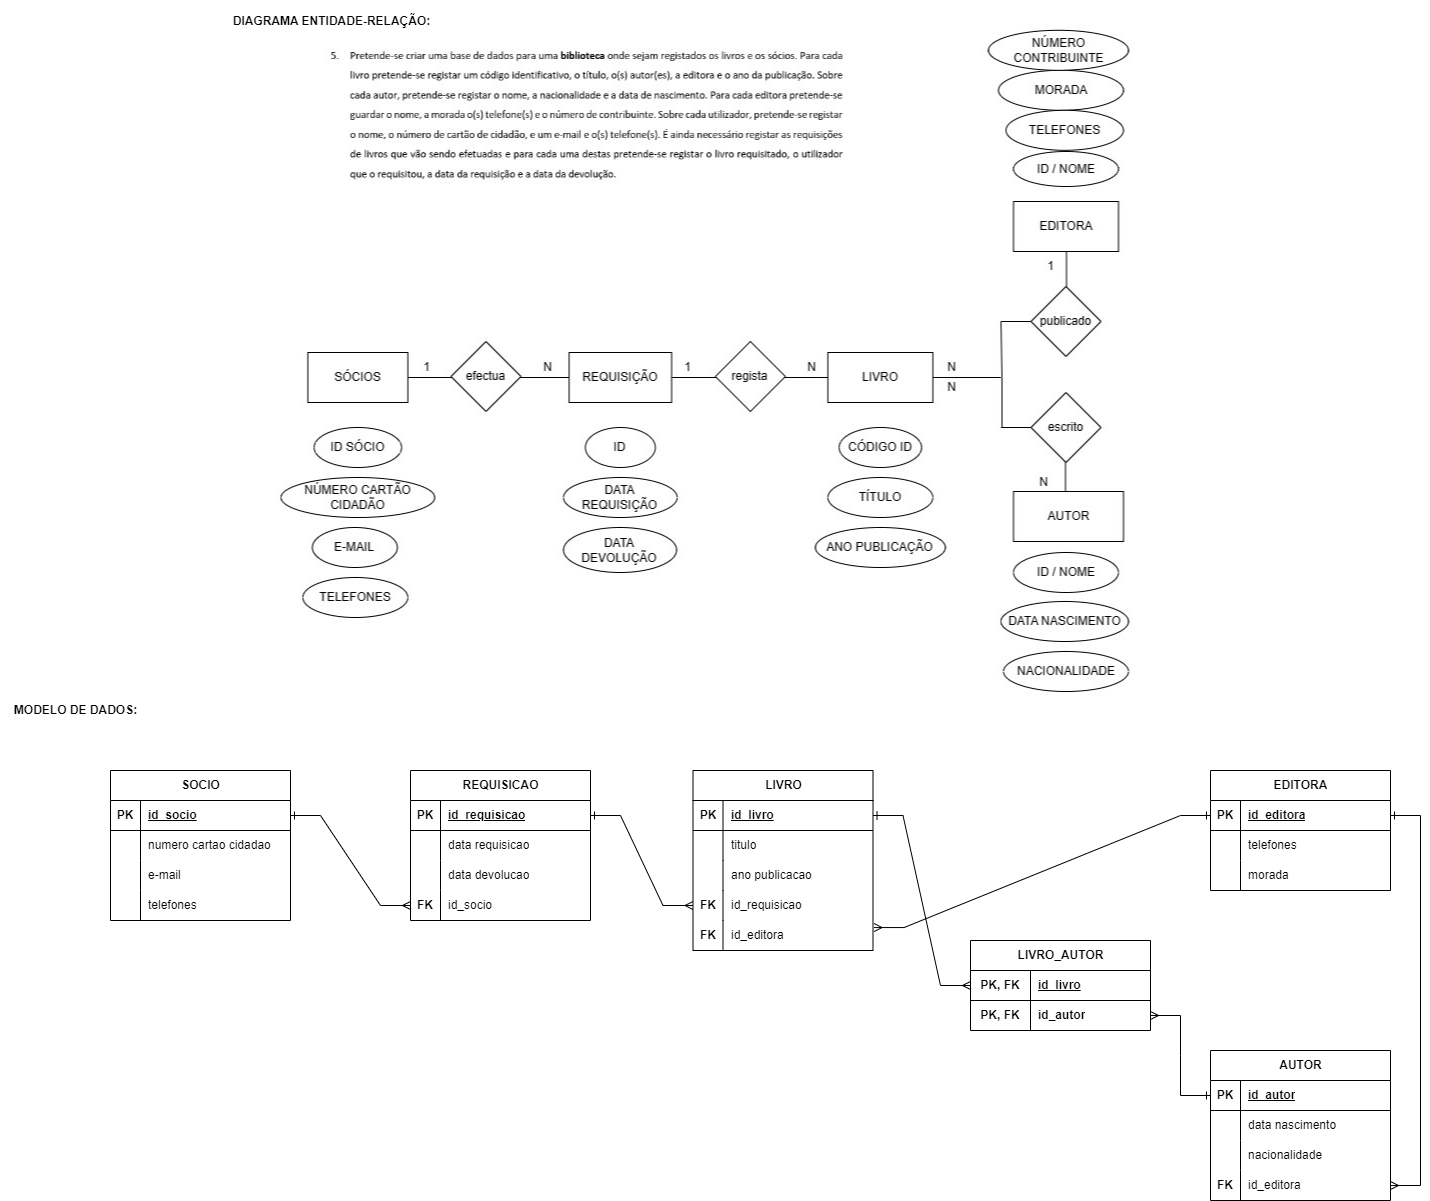 DIAGRAMA ENTIDADE-RELAÇÃO:
5. Pretende-se criar uma base de dados para uma biblioteca onde sejam registados os livros e os sócios. Para cada
livro pretende-se registar um código identificativo, o título, o(s) autor(es), a editora e o ano da publicação. Sobre
cada autor, pretende-se registar o nome, a nacionalidade e a data de nascimento. Para cada editora pretende-se
guardar o nome, a morada o(s) telefone(s) e o número de contribuinte. Sobre cada utilizador, pretende-se registar
o nome, o número de cartão de cidadão, e um e-mail e o(s) telefone(s). É ainda necessário registar as requisições
de livros que vão sendo efetuadas e para cada uma destas pretende-se registar o livro requisitado, o utilizador
que o requisitou, a data da requisição e a data da devolução.
NÚMERO
CONTRIBUINTE
MORADA
TELEFONES
ID / NOME
EDITORA
1
publicado
SÓCIOS
1
efectua
N
REQUISIÇÃO
1
regista
N
LIVRO
N
N
escrito
N
AUTOR
ID / NOME
DATA NASCIMENTO
NACIONALIDADE
ID SÓCIO
NÚMERO CARTÃO
CIDADÃO
E-MAIL
TELEFONES
ID
DATA
REQUISIÇÃO
DATA
DEVOLUÇÃO
CÓDIGO ID
TÍTULO
ANO PUBLICAÇÃO
MODELO DE DADOS:
SOCIO
PK id_socio
numero cartao cidadao
e-mail
telefones
REQUISICAO
PK id_requisicao
data requisicao
data devolucao
FK id_socio
LIVRO
PK id_livro
titulo
ano publicacao
FK id_requisicao
FK id_editora
EDITORA
PK id_editora
telefones
morada
LIVRO_AUTOR
PK, FK id_livro
PK, FK id_autor
AUTOR
PK id_autor
data nascimento
nacionalidade
FK id_editora